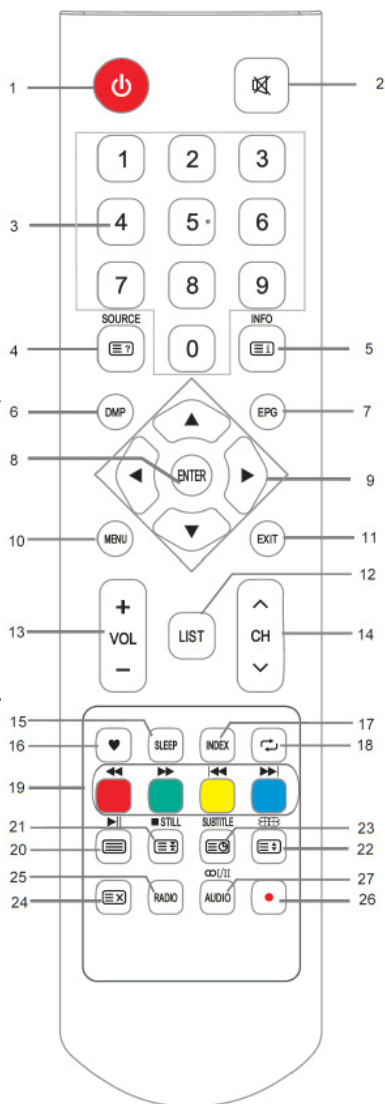 1
2
1 2 3
3
4 5 6
7 8 9
SOURCE INFO
4
? 0 i
5
6
DMP EPG
7
8
ENTER
9
10
MENU EXIT
11
12
+
13
VOL LIST CH
14
−
15
17
16
SLEEP INDEX
18
19
21
STILL SUBTITLE
23
20
22
25
I/II
27
24
X RADIO AUDIO
26